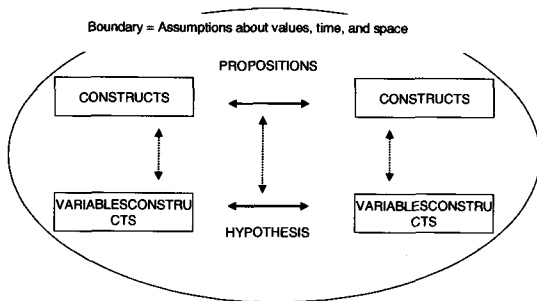 Boundary = Assumptions about values, time, and space
PROPOSITIONS
CONSTRUCTS
CONSTRUCTS
VARIABLESCONSTRU
CTS
VARIABLESCONSTRU
CTS
HYPOTHESIS